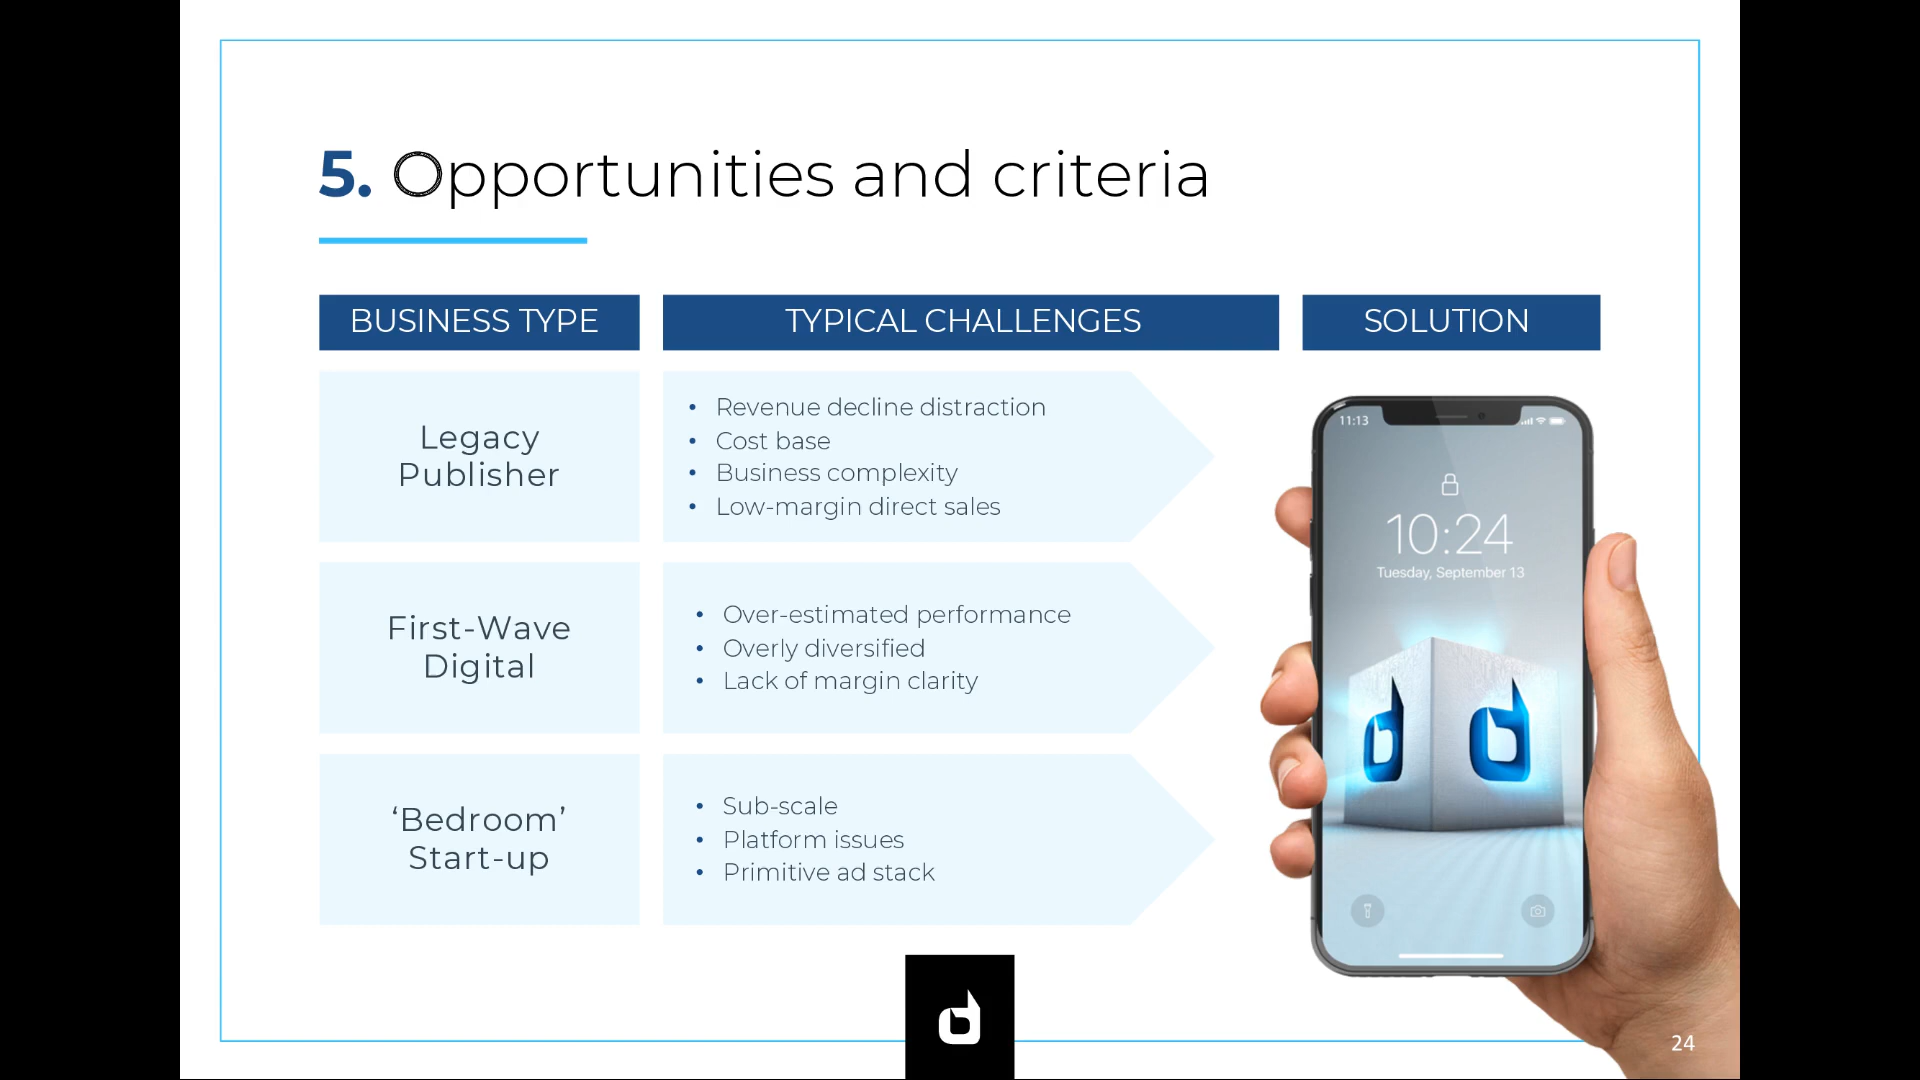 5. Opportunities and criteria
BUSINESS TYPE
TYPICAL CHALLENGES
SOLUTION
Legacy
Publisher
• Revenue decline distraction
• Cost base
• Business complexity
• Low-margin direct sales
First-Wave
Digital
• Over-estimated performance
• Overly diversified
• Lack of margin clarity
‘Bedroom’
Start-up
• Sub-scale
• Platform issues
• Primitive ad stack
11:13
10:24
Tuesday, September 13
24